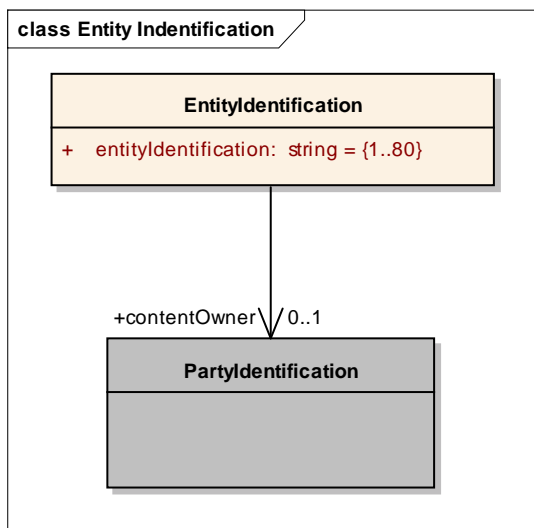 class Entity Indentification
EntityIdentification
+ entityIdentification: string = {1..80}
+contentOwner 0..1
PartyIdentification